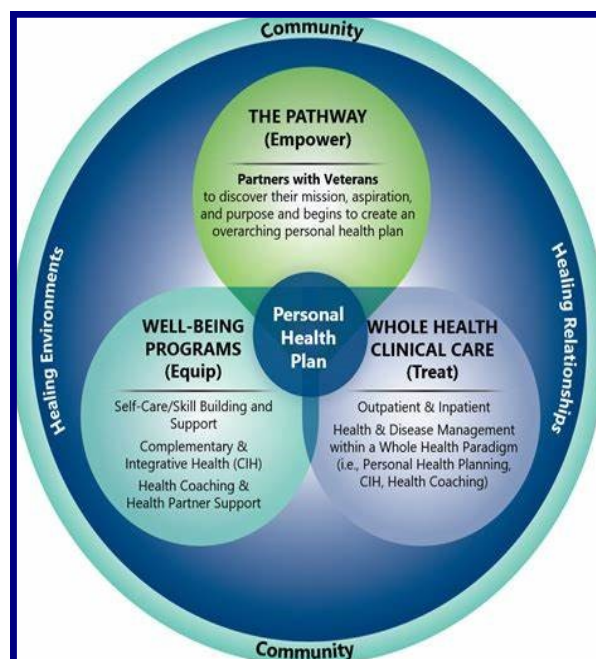 Community
THE PATHWAY
(Empower)
Partners with Veterans
to discover their mission, aspiration,
and purpose and begins to create an
overarching personal health plan
Healing Environments
Healing Relationships
Personal
Health
Plan
WELL-BEING
PROGRAMS
(Equip)
Self-Care/Skill Building and
Support
Complementary &
Integrative Health (CIH)
Health Coaching &
Health Partner Support
WHOLE HEALTH
CLINICAL CARE
(Treat)
Outpatient & Inpatient
Health & Disease Management
within a Whole Health Paradigm
(i.e., Personal Health Planning,
CIH, Health Coaching)
Community